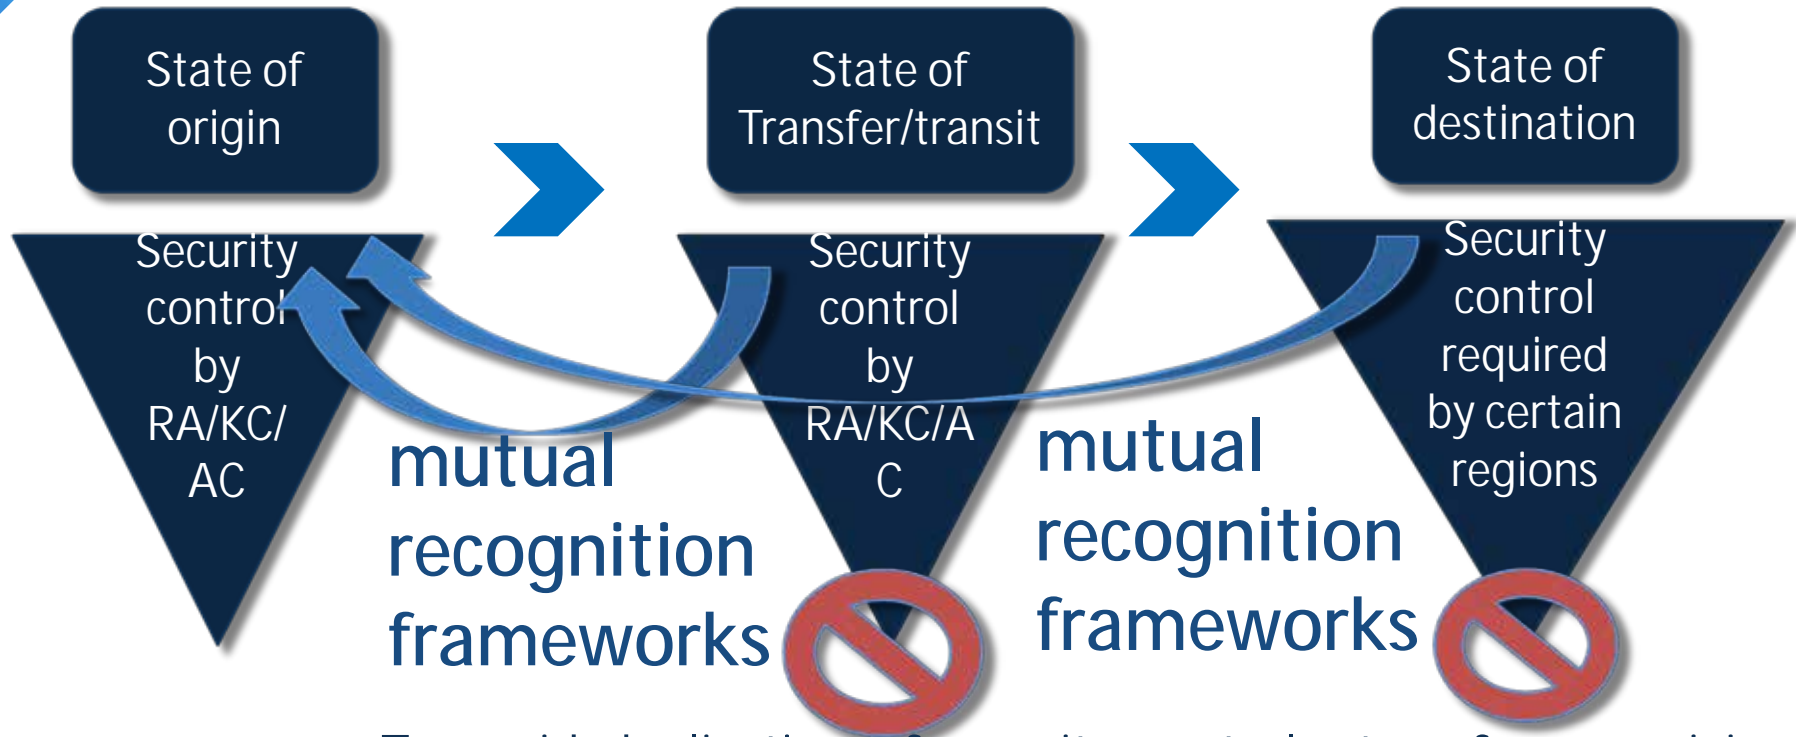 State of
origin
State of
Transfer/transit
State of
destination
Security
control
by
RA/KC/
AC
Security
control
by
RA/KC/A
C
Security
control
required
by certain
regions
mutual
recognition
frameworks
mutual
recognition
frameworks